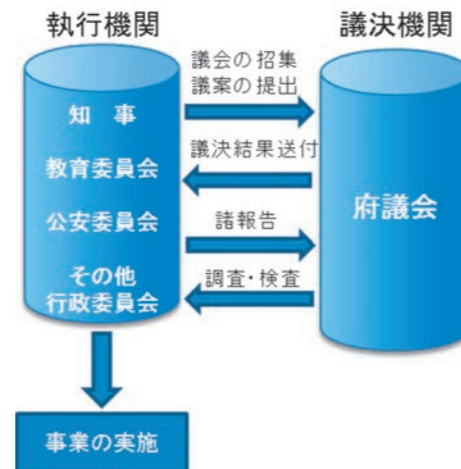 執行機関
議決機関
知 事
教育委員会
公安委員会
その他
行政委員会
議会の招集
議案の提出
議決結果送付
諸報告
調査・検査
府議会
事業の実施